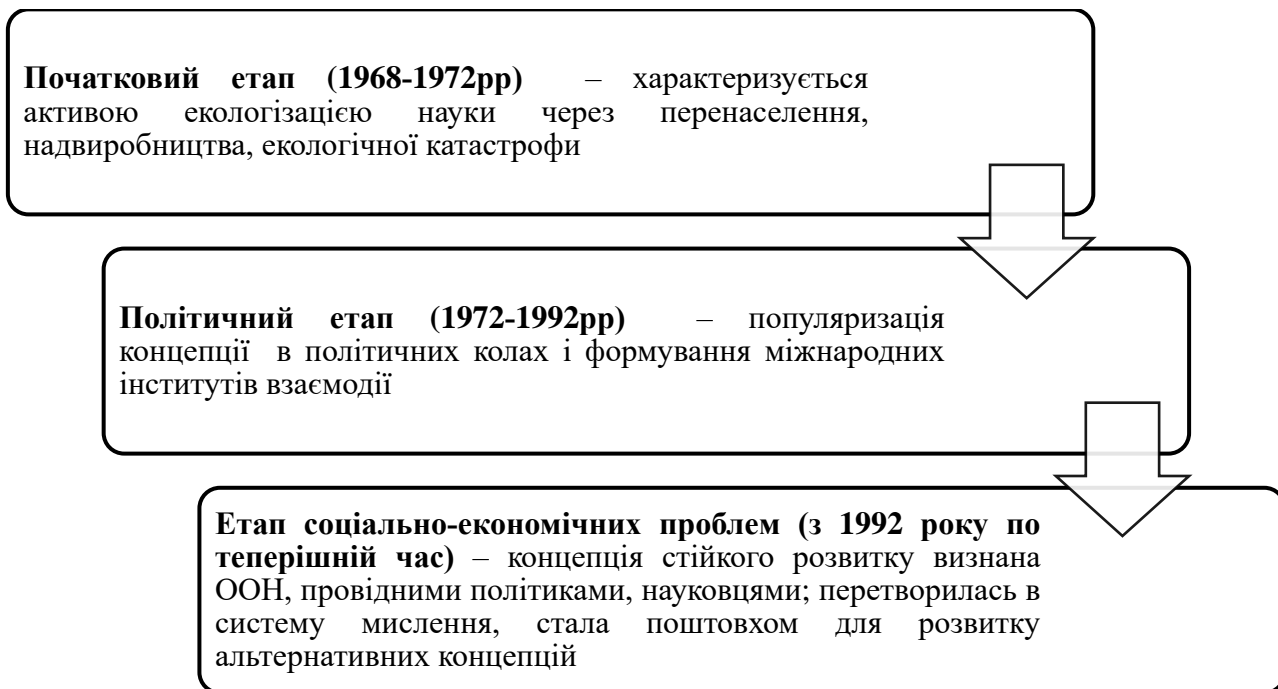 Початковий етап (1968-1972рр) – характеризується
активою екологізацією науки через перенаселення,
надвиробництва, екологічної катастрофи
Політичний етап (1972-1992рр) – популяризація
концепції в політичних колах і формування міжнародних
інститутів взаємодії
Етап соціально-економічних проблем (з 1992 року по
теперішній час) – концепція стійкого розвитку визнана
ООН, провідними політиками, науковцями; перетворилась в
систему мислення, стала поштовхом для розвитку
альтернативних концепцій